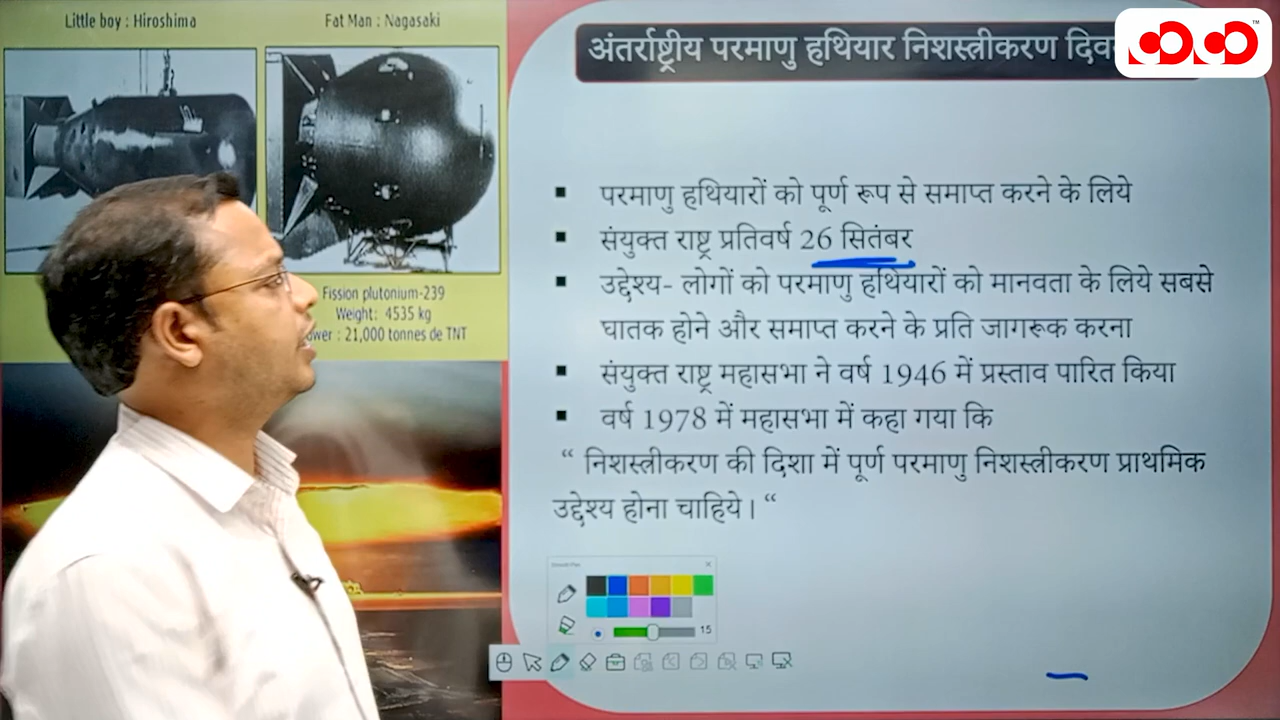 Little boy : Hiroshima
Fat Man : Nagasaki
Fission plutonium-239
Weight: 4535 kg
: 21,000 tonnes de TNT
अंतर्राष्ट्रीय परमाणु हथियार निशस्त्रीकरण
▪ परमाणु हथियारों को पूर्ण रूप से समाप्त करने के लिये
▪ संयुक्त राष्ट्र प्रतिवर्ष 26 सितंबर
▪ उद्देश्य- लोगों को परमाणु हथियारों को मानवता के लिये सबसे
घातक होने और समाप्त करने के प्रति जागरूक करना
▪ संयुक्त राष्ट्र महासभा ने वर्ष 1946 में प्रस्ताव पारित किया
▪ वर्ष 1978 में महासभा में कहा गया कि
“ निशस्त्रीकरण की दिशा में पूर्ण परमाणु निशस्त्रीकरण प्राथमिक
उद्देश्य होना चाहिये। “
15
TM